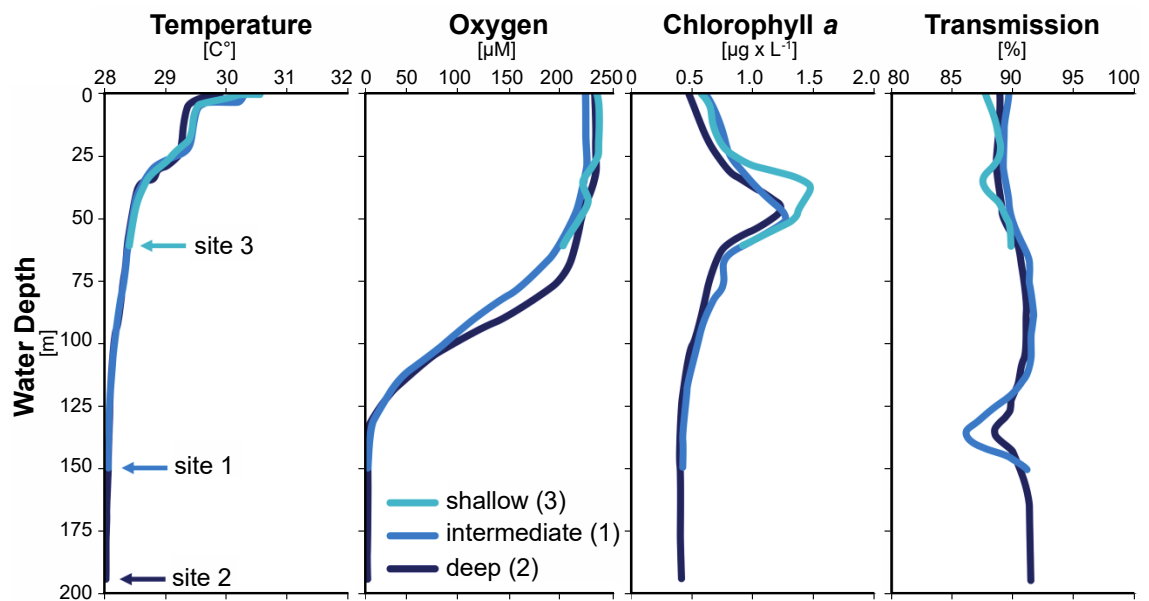 Temperature
[C°]
28 29 30 31 32
Oxygen
[µM]
0 50 100 150 200 250
Chlorophyll a
[µg x L-1]
0 0.5 1.0 1.5 2.0
Transmission
[%]
80 85 90 95 100
Water Depth
[m]
0
25
50
75
100
125
150
175
200
site 3
site 1
site 2
shallow (3)
intermediate (1)
deep (2)